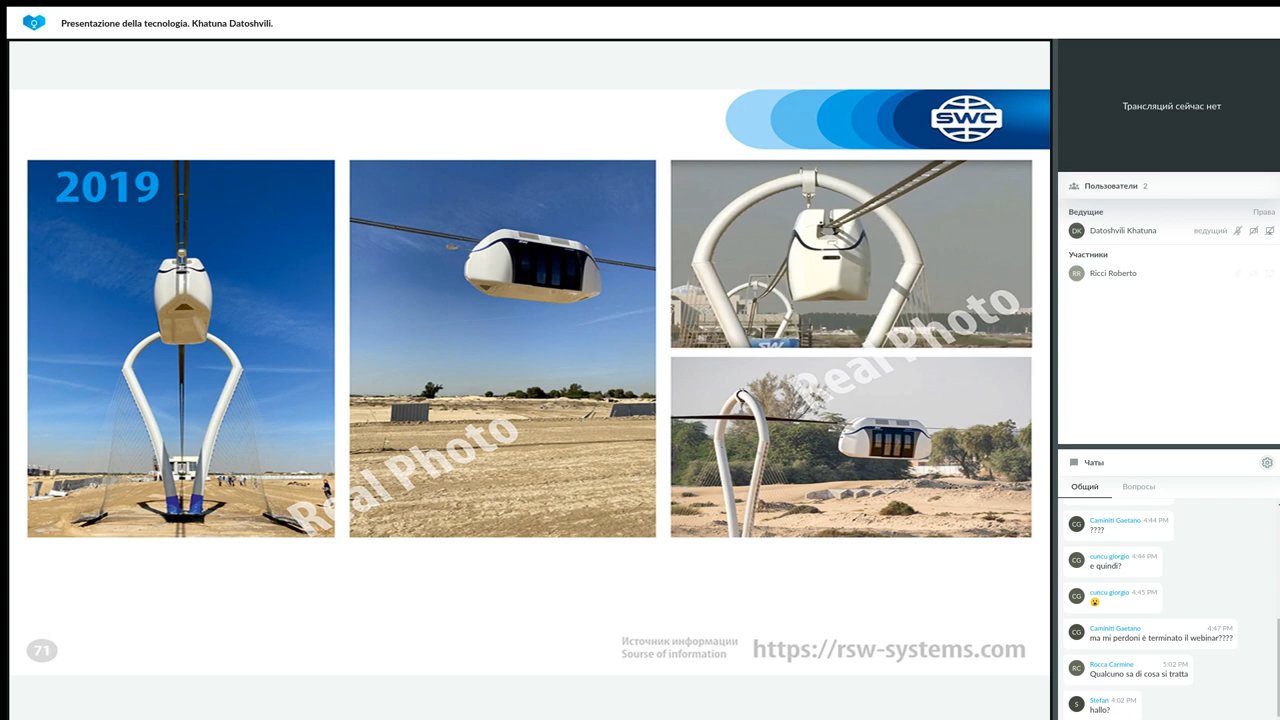 Presentazione della tecnologia. Khatuna Datoshvili.
SWC
2019
Real Photo
Real Photo
SW
71
Источник информации
Sourse of information
https://rsw-systems.com
Трансляций сейчас нет
Пользователи 2
Ведущие Права
DK Datoshvili Khatuna ведущий
Участники
RR Ricci Roberto
Чаты
Общий Вопросы
CG Caminiti Gaetano 4:44 PM
????
CG cuncu giorgio 4:44 PM
e quindi?
CG cuncu giorgio 4:45 PM
😮
CG Caminiti Gaetano 4:47 PM
ma mi perdoni è terminato il webinar????
RC Rocca Carmine 5:02 PM
Qualcuno sa di cosa si tratta
S Stefan 4:02 PM
hallo?